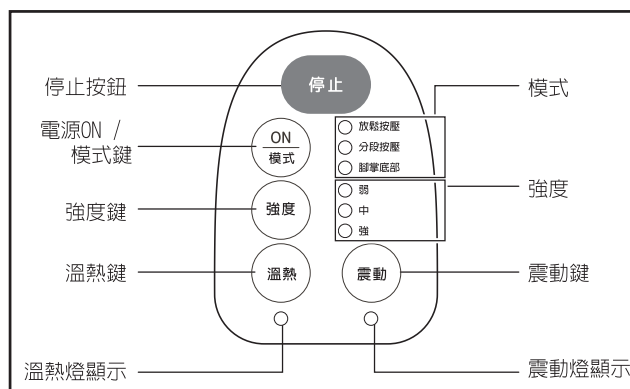 停止按鈕
電源ON /
模式鍵
強度鍵
溫熱鍵
溫熱燈顯示
停止
ON
模式
強度
溫熱
震動
放鬆按壓
分段按壓
腳掌底部
弱
中
強
模式
強度
震動鍵
震動燈顯示